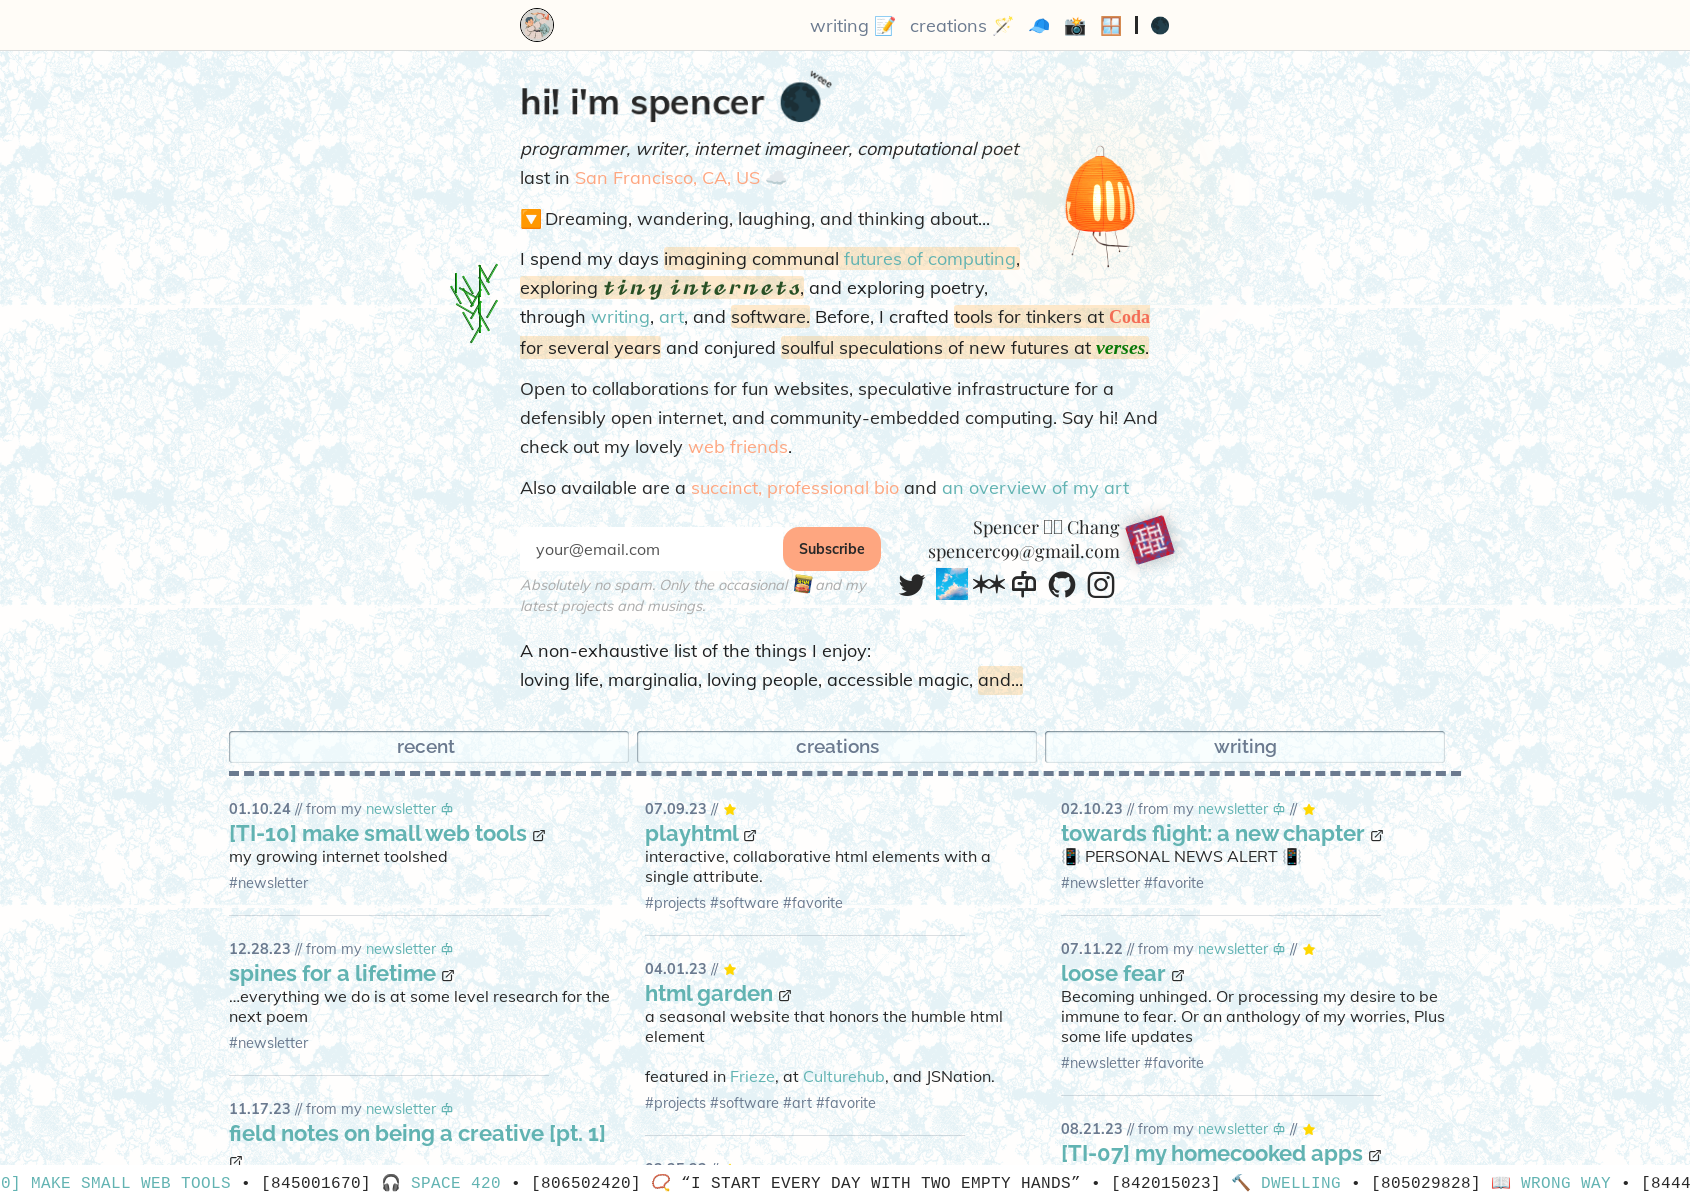 writing 📝 creations 🪄 🧢 📸 🪟 | 🌑
weee
hi! i'm spencer 🌑
programmer, writer, internet imagineer, computational poet
last in San Francisco, CA, US ☁️
🔽 Dreaming, wandering, laughing, and thinking about...
I spend my days imagining communal futures of computing,
exploring tiny internets, and exploring poetry,
through writing, art, and software. Before, I crafted tools for tinkers at Coda
for several years and conjured soulful speculations of new futures at verses.
Open to collaborations for fun websites, speculative infrastructure for a
defensibly open internet, and community-embedded computing. Say hi! And
check out my lovely web friends.
Also available are a succinct, professional bio and an overview of my art
your@email.com Subscribe
Absolutely no spam. Only the occasional and my
latest projects and musings.
Spencer Chang
spencerc99@gmail.com
A non-exhaustive list of the things I enjoy:
loving life, marginalia, loving people, accessible magic, and...
recent creations writing
01.10.24 // from my newsletter
[TI-10] make small web tools
my growing internet toolshed
#newsletter
12.28.23 // from my newsletter
spines for a lifetime
...everything we do is at some level research for the
next poem
#newsletter
11.17.23 // from my newsletter
field notes on being a creative [pt. 1]
07.09.23 // ⭐
playhtml
interactive, collaborative html elements with a
single attribute.
#projects #software #favorite
04.01.23 // ⭐
html garden
a seasonal website that honors the humble html
element
featured in Frieze, at Culturehub, and JSNation.
#projects #software #art #favorite
02.10.23 // from my newsletter // ⭐
towards flight: a new chapter
📳 PERSONAL NEWS ALERT 📳
#newsletter #favorite
07.11.22 // from my newsletter // ⭐
loose fear
Becoming unhinged. Or processing my desire to be
immune to fear. Or an anthology of my worries, Plus
some life updates
#newsletter #favorite
08.21.23 // from my newsletter // ⭐
[TI-07] my homecooked apps
0] MAKE SMALL WEB TOOLS • [845001670] 🎧 SPACE 420 • [806502420] 📿 “I START EVERY DAY WITH TWO EMPTY HANDS” • [842015023] 🔨 DWELLING • [805029828] 📖 WRONG WAY • [8444